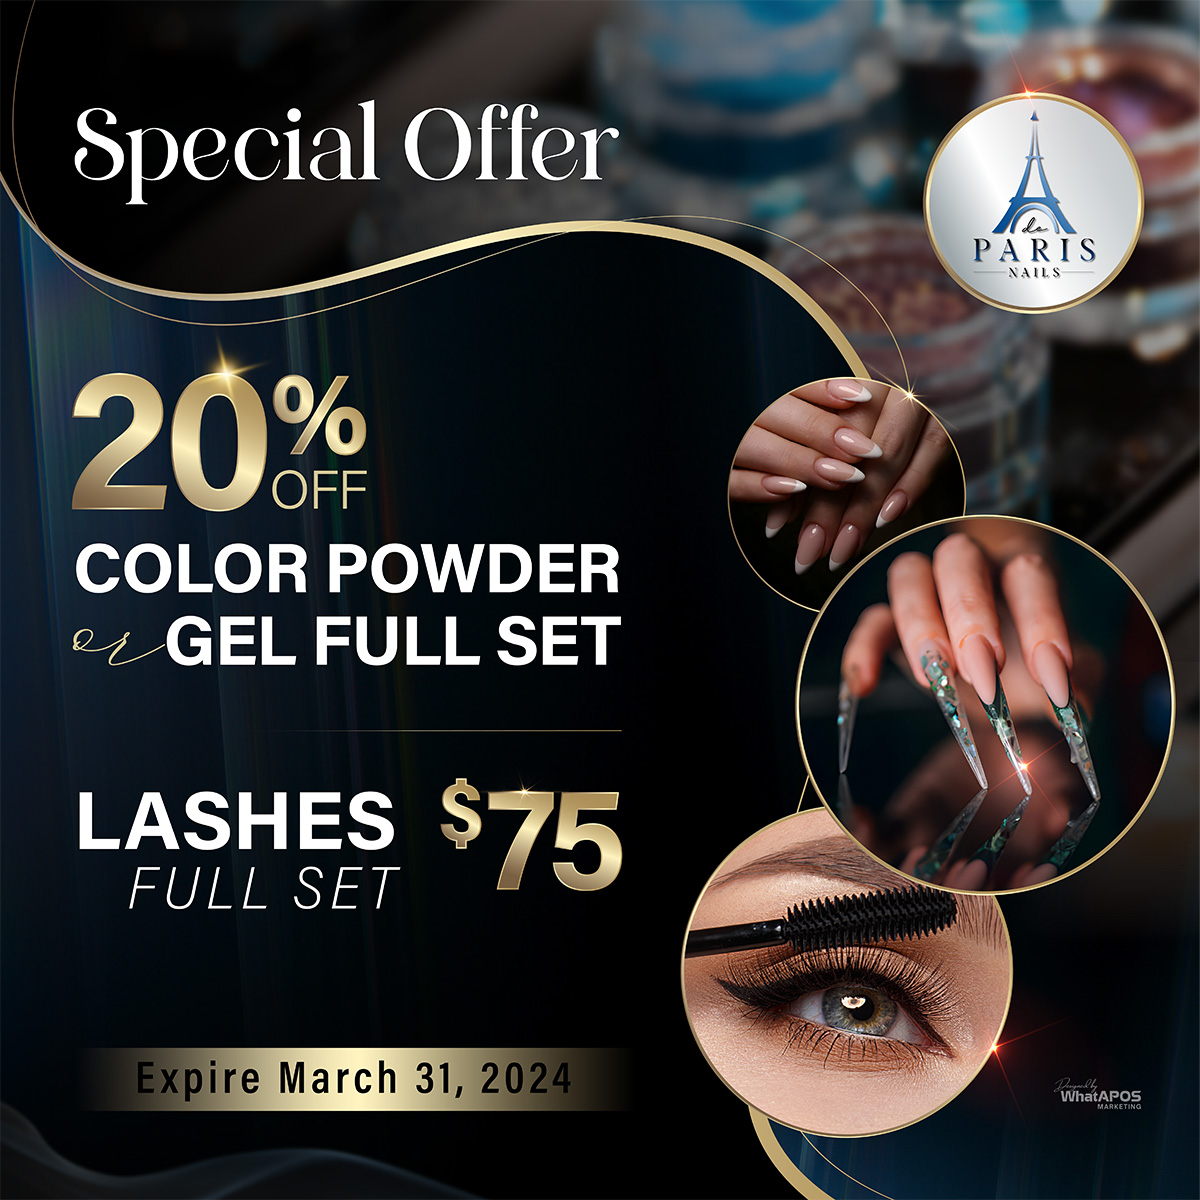 Special Offer
de
PARIS
NAILS
20%
OFF
COLOR POWDER
or GEL FULL SET
LASHES $75
FULL SET
Expire March 31, 2024
Designed by
WhatAPOS
MARKETING